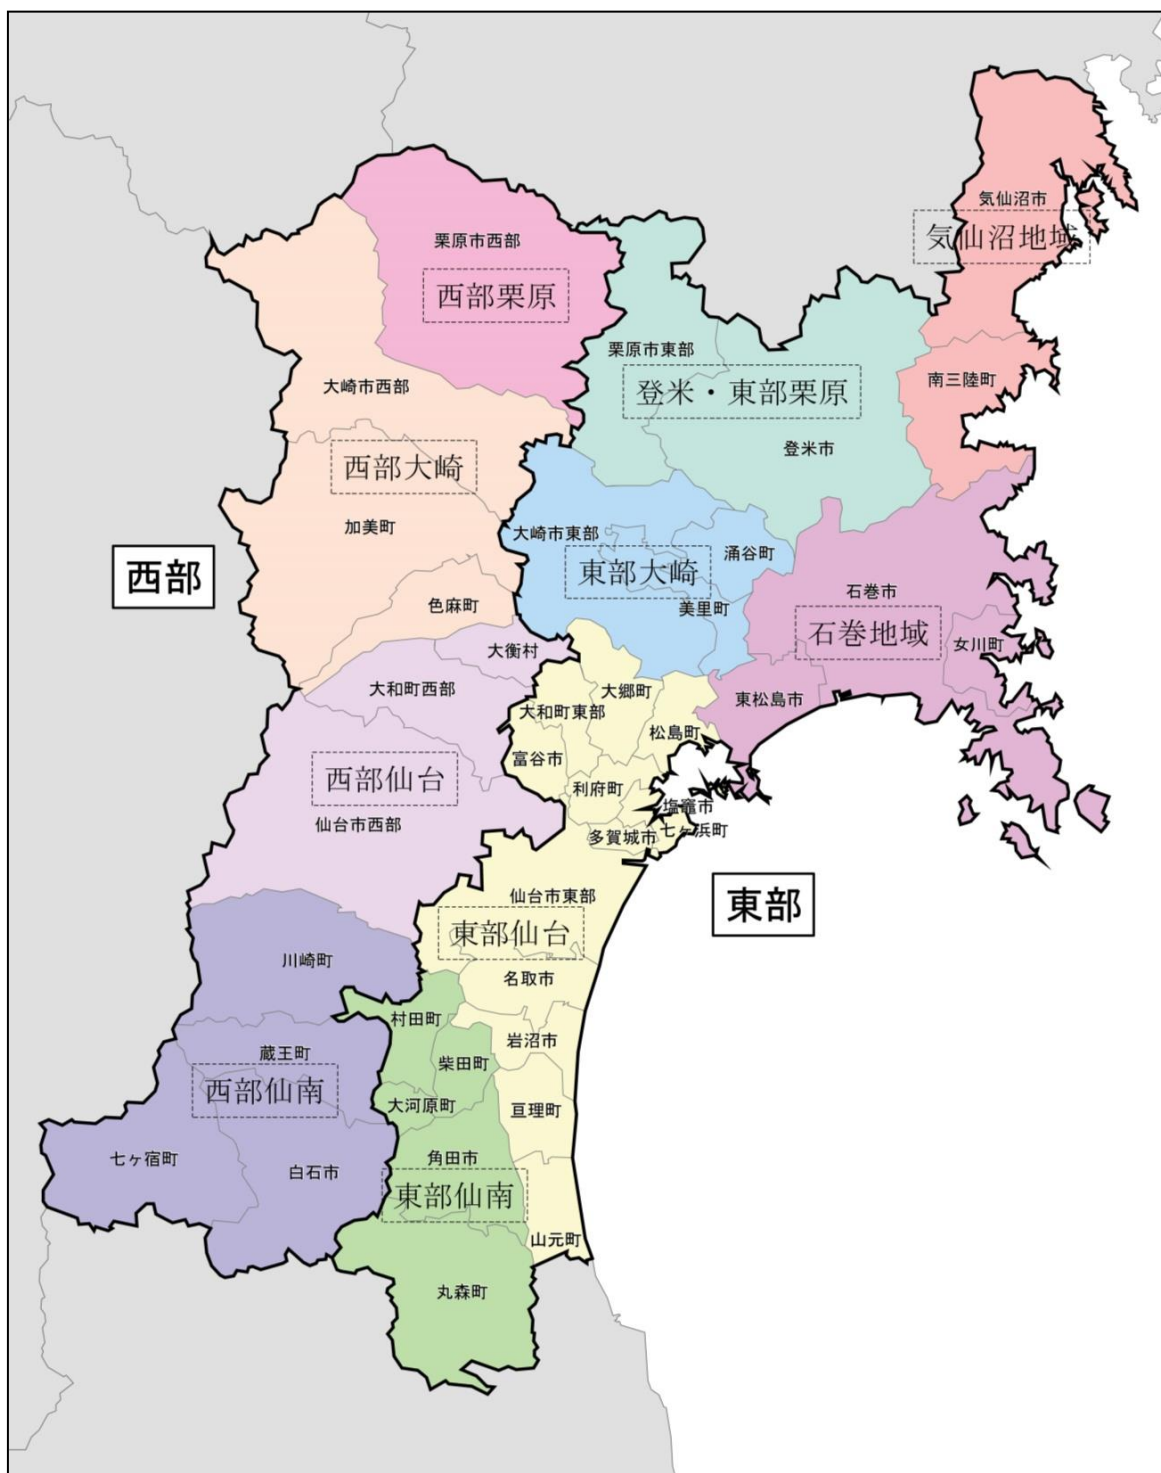 気仙沼市
気仙沼地域
栗原市西部
西部栗原
栗原市東部
登米・東部栗原
南三陸町
大崎市西部
登米市
西部大崎
加美町
大崎市東部
涌谷町
西部
東部大崎
石巻市
色麻町
美里町
石巻地域
女川町
大衡村
大和町西部
大郷町
東松島市
大和町東部
松島町
富谷市
西部仙台
利府町
塩竈市
仙台市西部
多賀城市
七ヶ浜町
仙台市東部
東部
東部仙台
川崎町
名取市
村田町
岩沼市
蔵王町
柴田町
西部仙南
大河原町
亘理町
七ヶ宿町
白石市
角田市
東部仙南
山元町
丸森町